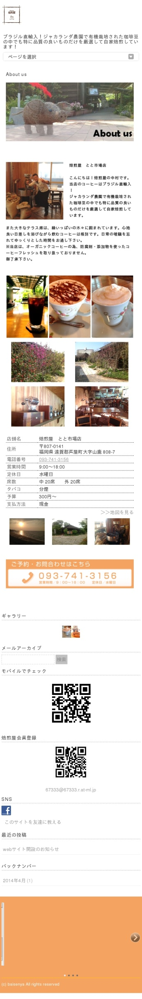 焙煎屋
ブラジル直輸入！ジャカランダ農園で有機栽培された珈琲豆
の中でも特に品質の良いものだけを厳選して自家焙煎してい
ます！
ページを選択
About us
About us
焙煎屋　とと市場店
こんにちは！焙煎屋の中村です。
当店のコーヒーはブラジル直輸入
！
ジャカランダ農園で有機栽培され
た珈琲豆の中でも特に品質の良い
ものだけを厳選して自家焙煎して
います。
また大きなテラス席は、緑いっぱいの木々に囲まれています。心地
良い日差しを浴びながら飲むコーヒーは格別です。日常の喧騒を忘
れてゆっくりとした時間をお過し下さい。
※当店は、オーガニックコーヒーの為、防腐剤・添加物を使ったコ
ーヒーフレッシュを取り扱っておりません。
御了承下さい。
店舗名 焙煎屋　とと市場店
住所 〒807-0141
福岡県 遠賀郡芦屋町大字山鹿 808-7
電話番号 093-741-3156
営業時間 9:00～18:00
定休日 水曜日
席数 中 20席　　外 20席
タバコ 分煙
予算 300円～
支払方法 現金
＞＞地図を見る
ご予約・お問合わせはこちら
093-741-3156
営業時間／9：00～18：00　定休日／水曜日
ギャラリー
メールアーカイブ
検索
モバイルでチェック
焙煎屋会員登録
67333@67333.r.at-ml.jp
SNS
このサイトを友達に教える
最近の投稿
webサイト開設のお知らせ
バックナンバー
2014年4月 (1)
(c) baisenya All rights reserved